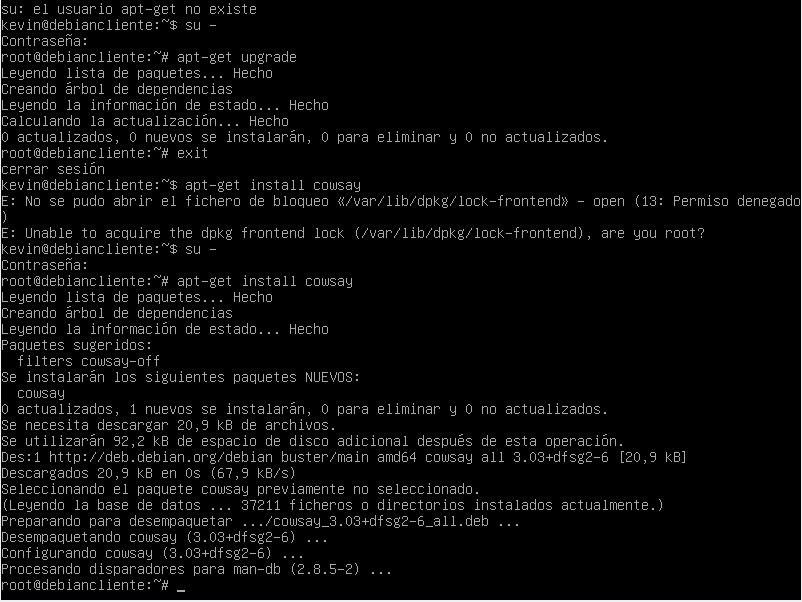 su: el usuario apt-get no existe
kevin@debiancliente:~$ su -
Contraseña:
root@debiancliente:~# apt-get upgrade
Leyendo lista de paquetes... Hecho
Creando árbol de dependencias
Leyendo la información de estado... Hecho
Calculando la actualización... Hecho
0 actualizados, 0 nuevos se instalarán, 0 para eliminar y 0 no actualizados.
root@debiancliente:~# exit
cerrar sesión
kevin@debiancliente:~$ apt-get install cowsay
E: No se pudo abrir el fichero de bloqueo «/var/lib/dpkg/lock-frontend» - open (13: Permiso denegado
)
E: Unable to acquire the dpkg frontend lock (/var/lib/dpkg/lock-frontend), are you root?
kevin@debiancliente:~$ su -
Contraseña:
root@debiancliente:~# apt-get install cowsay
Leyendo lista de paquetes... Hecho
Creando árbol de dependencias
Leyendo la información de estado... Hecho
Paquetes sugeridos:
  filters cowsay-off
Se instalarán los siguientes paquetes NUEVOS:
  cowsay
0 actualizados, 1 nuevos se instalarán, 0 para eliminar y 0 no actualizados.
Se necesita descargar 20,9 kB de archivos.
Se utilizarán 92,2 kB de espacio de disco adicional después de esta operación.
Des:1 http://deb.debian.org/debian buster/main amd64 cowsay all 3.03+dfsg2-6 [20,9 kB]
Descargados 20,9 kB en 0s (67,9 kB/s)
Seleccionando el paquete cowsay previamente no seleccionado.
(Leyendo la base de datos ... 37211 ficheros o directorios instalados actualmente.)
Preparando para desempaquetar .../cowsay_3.03+dfsg2-6_all.deb ...
Desempaquetando cowsay (3.03+dfsg2-6) ...
Configurando cowsay (3.03+dfsg2-6) ...
Procesando disparadores para man-db (2.8.5-2) ...
root@debiancliente:~# _